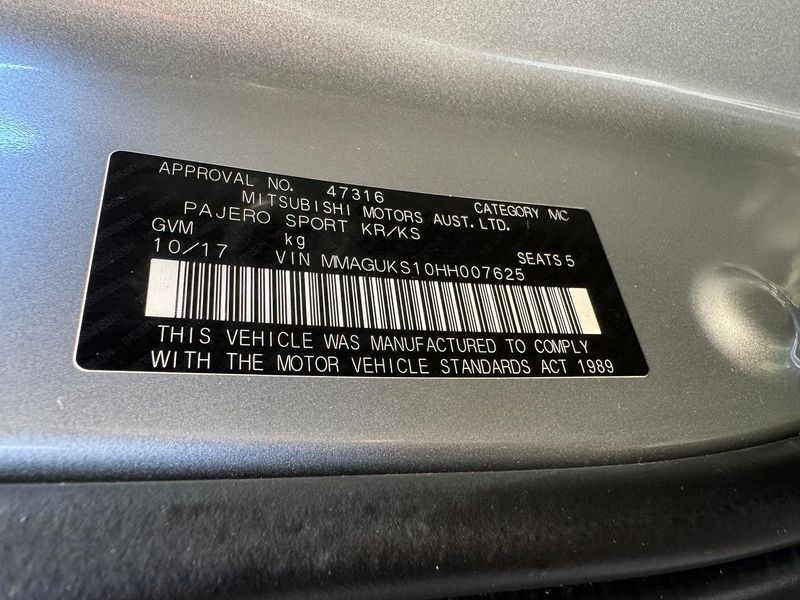 APPROVAL NO. 47316 CATEGORY MC
MITSUBISHI MOTORS AUST. LTD.
PAJERO SPORT KR/KS
GVM kg SEATS 5
10/17 VIN MMAGUKS10HH007625
THIS VEHICLE WAS MANUFACTURED TO COMPLY
WITH THE MOTOR VEHICLE STANDARDS ACT 1989